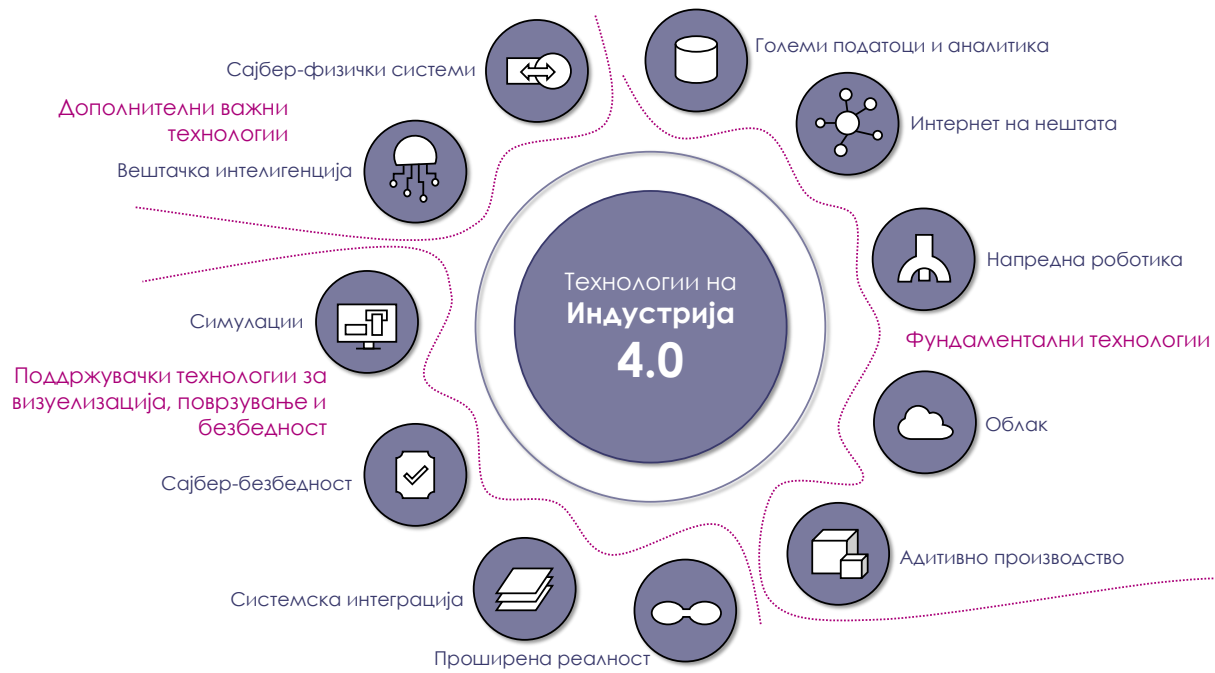 Технологии на
Индустрија
4.0
Големи податоци и аналитика
Интернет на нештата
Напредна роботика
Фундаментални технологии
Облак
Адитивно производство
Проширена реалност
Системска интеграција
Сајбер-безбедност
Поддржувачки технологии за
визуелизација, поврзување и
безбедност
Симулации
Вештачка интелигенција
Дополнителни важни
технологии
Сајбер-физички системи